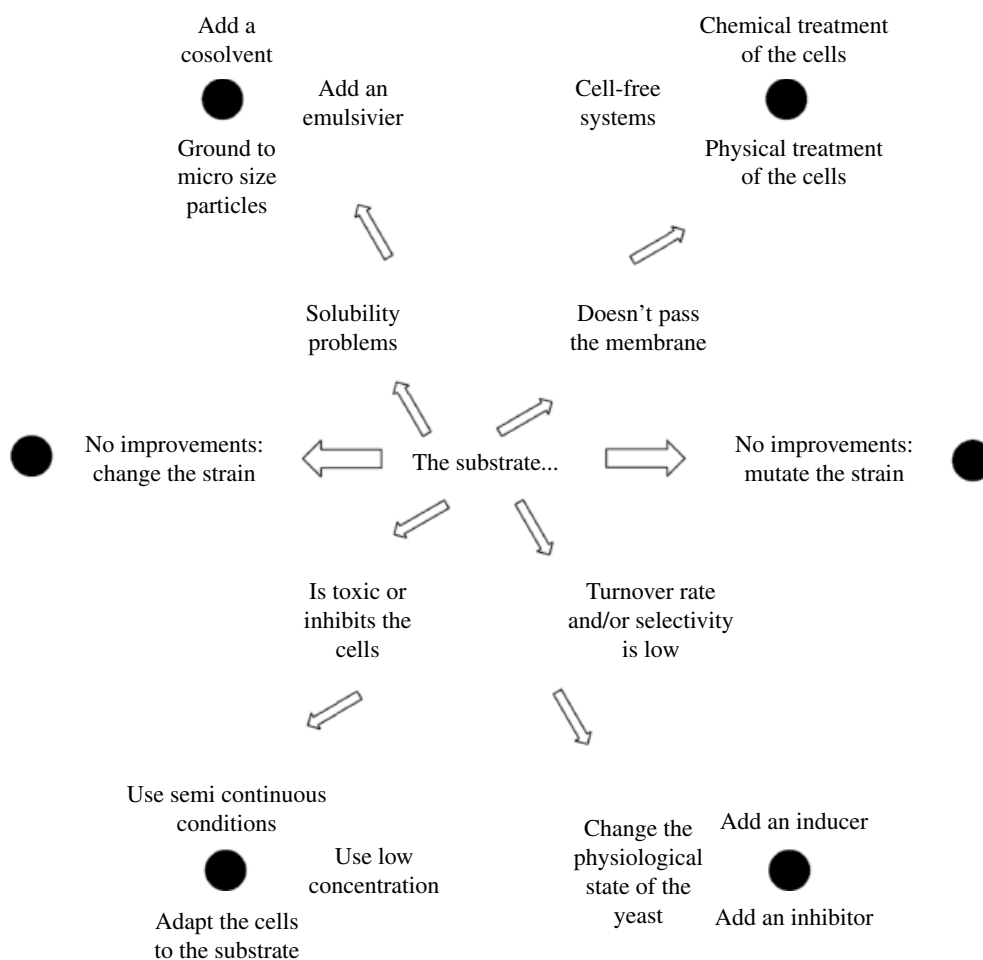 Add a
cosolvent
Add an
emulsivier
Ground to
micro size
particles
Chemical treatment
of the cells
Cell-free
systems
Physical treatment
of the cells
Solubility
problems
Doesn't pass
the membrane
No improvements:
change the strain
The substrate...
No improvements:
mutate the strain
Is toxic or
inhibits the
cells
Turnover rate
and/or selectivity
is low
Use semi continuous
conditions
Use low
concentration
Adapt the cells
to the substrate
Change the
physiological
state of the
yeast
Add an inducer
Add an inhibitor